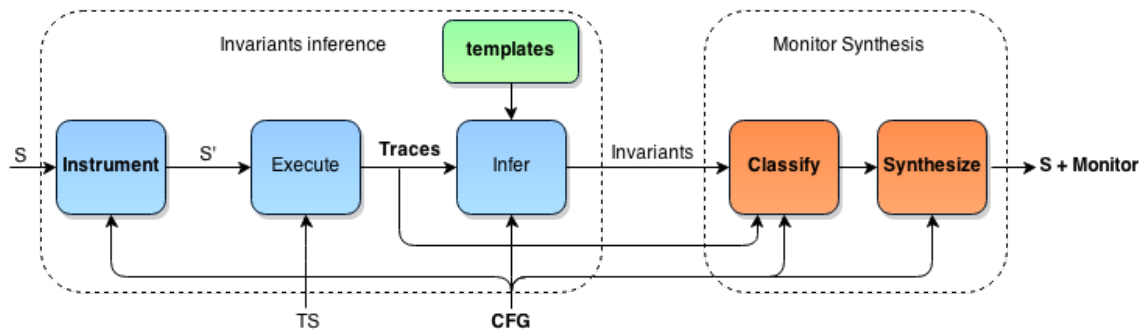 Invariants inference
templates
Monitor Synthesis
S
Instrument
S'
Execute
Traces
Infer
Invariants
Classify
Synthesize
S + Monitor
TS
CFG